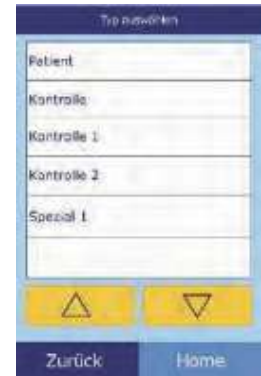 Typ auswählen
Patient
Kontrolle
Kontrolle 1
Kontrolle 2
Spezial 1
Zurück
Home